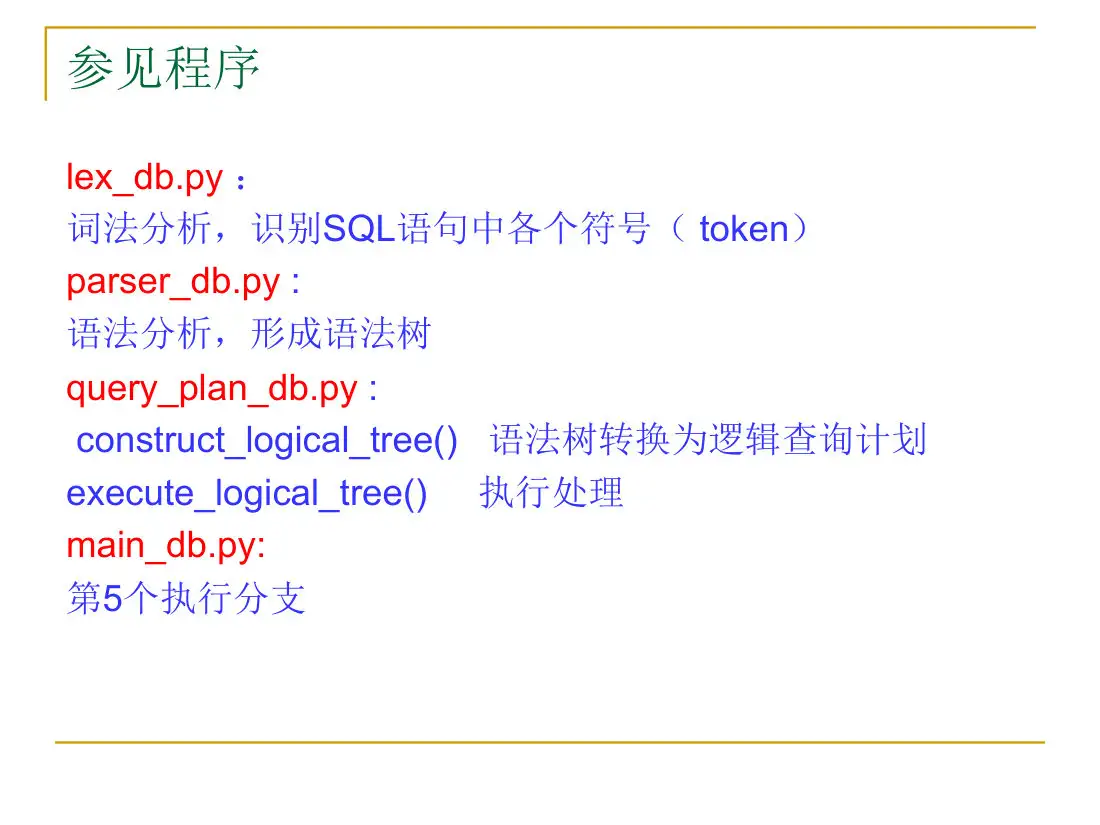 参见程序
lex_db.py：
词法分析，识别SQL语句中各个符号（ token）
parser_db.py :
语法分析，形成语法树
query_plan_db.py :
construct_logical_tree() 语法树转换为逻辑查询计划
execute_logical_tree() 执行处理
main_db.py:
第5个执行分支